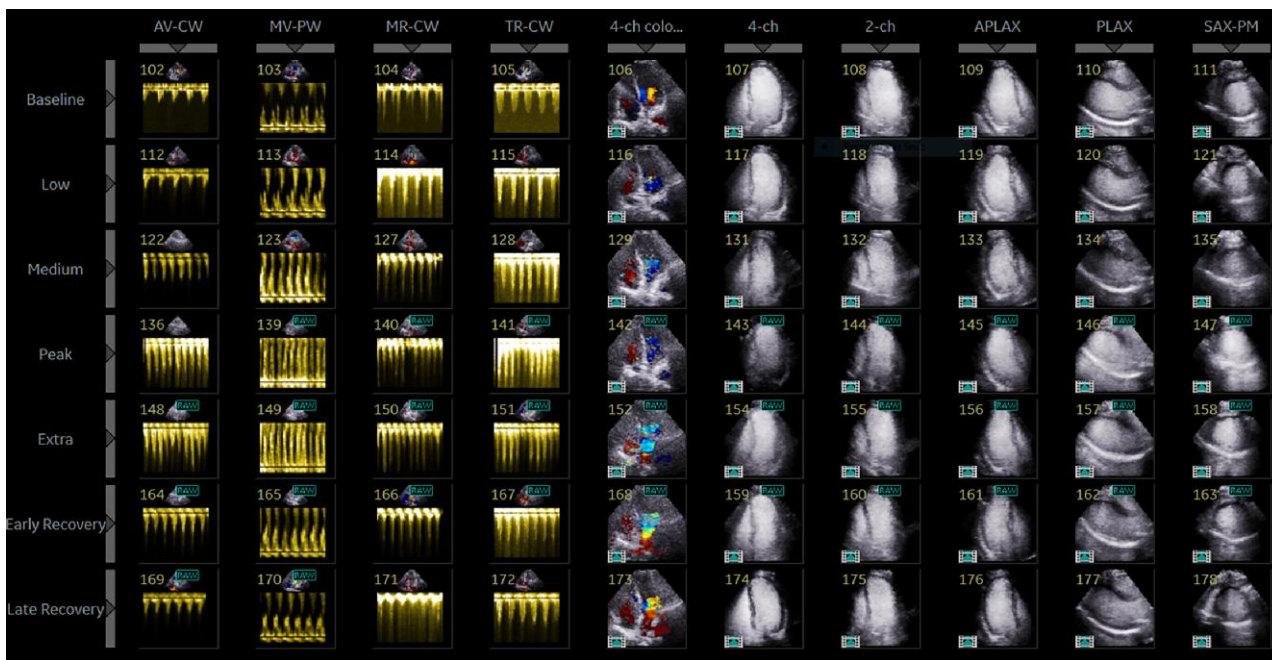 AV-CW MV-PW MR-CW TR-CW 4-ch colo... 4-ch 2-ch APLAX PLAX SAX-PM
Baseline 102 103 104 105 106 107 108 109 110 111
Low 112 113 114 115 116 117 118 119 120 121
Medium 122 123 127 128 129 131 132 133 134 135
Peak 136 139 RAW 140 RAW 141 RAW 142 RAW 143 RAW 144 RAW 145 RAW 146 RAW 147 RAW
Extra 148 RAW 149 RAW 150 RAW 151 RAW 152 RAW 154 RAW 155 RAW 156 RAW 157 RAW 158 RAW
Early Recovery 164 RAW 165 RAW 166 RAW 167 RAW 168 RAW 159 RAW 160 RAW 161 RAW 162 RAW 163 RAW
Late Recovery 169 RAW 170 RAW 171 172 173 174 175 176 177 178